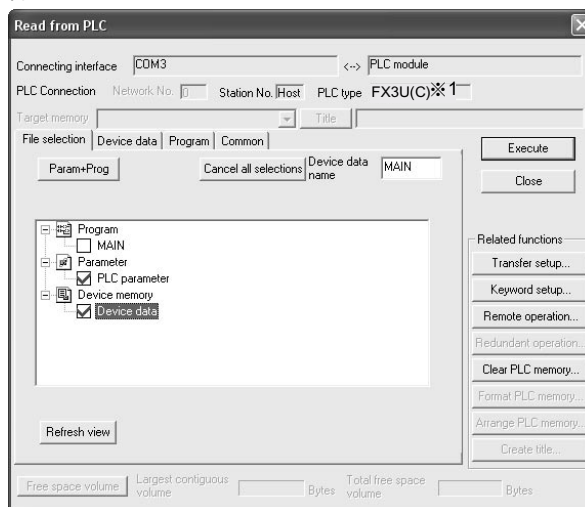 Read from PLC
Connecting interface COM3 <--> PLC module
PLC Connection Network No. 0 Station No. Host PLC type FX3U(C)※1
Target memory Title
File selection Device data Program Common
Execute
Param+Prog Cancel all selections Device data name MAIN
Close
Program
MAIN
Parameter
PLC parameter
Device memory
Device data
Related functions
Transfer setup...
Keyword setup...
Remote operation...
Redundant operation...
Clear PLC memory...
Format PLC memory...
Arrange PLC memory...
Create title...
Refresh view
Free space volume Largest contiguous volume Bytes Total free space volume Bytes